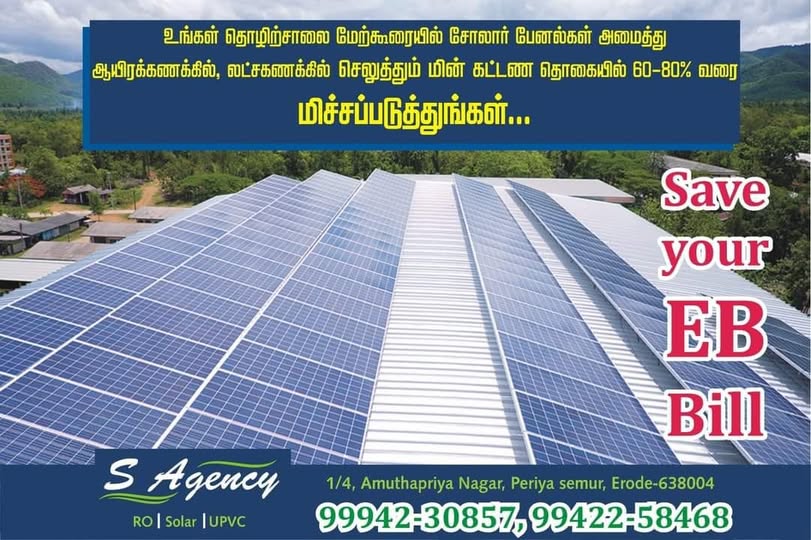 உங்கள் தொழிற்சாலை மேற்கூரையில் சோலார் பேனல்கள் அமைத்து
ஆயிரக்கணக்கில், லட்சகணக்கில் செலுத்தும் மின் கட்டண தொகையில் 60-80% வரை
மிச்சப்படுத்துங்கள்...
Save
your
EB
Bill
S Agency
RO | Solar | UPVC
1/4, Amuthapriya Nagar, Periya semur, Erode-638004
99942-30857, 99422-58468